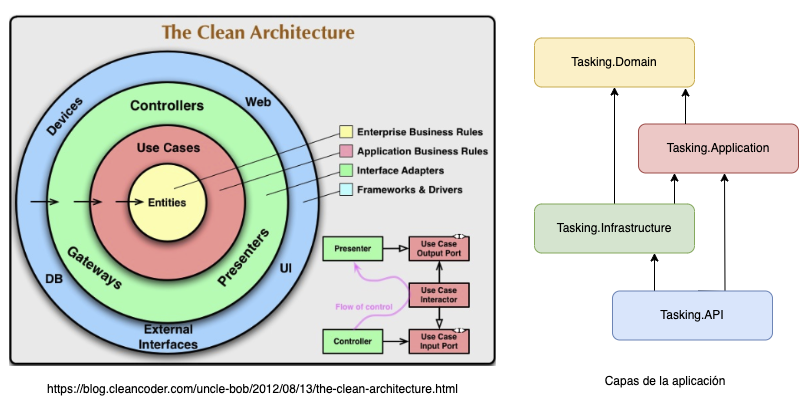 The Clean Architecture
Devices
Web
Controllers
Use Cases
Entities
Gateways
Presenters
DB
UI
External
Interfaces
Enterprise Business Rules
Application Business Rules
Interface Adapters
Frameworks & Drivers
Presenter
Use Case
Output Port
<I>
Flow of control
Use Case
Interactor
Controller
Use Case
Input Port
<I>
https://blog.cleancoder.com/uncle-bob/2012/08/13/the-clean-architecture.html
Tasking.Domain
Tasking.Application
Tasking.Infrastructure
Tasking.API
Capas de la aplicación